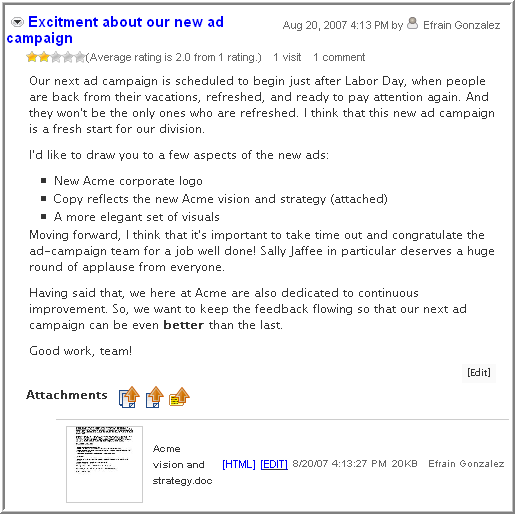 Excitment about our new ad
campaign
Aug 20, 2007 4:13 PM by Efrain Gonzalez
(Average rating is 2.0 from 1 rating.) 1 visit 1 comment
Our next ad campaign is scheduled to begin just after Labor Day, when people
are back from their vacations, refreshed, and ready to pay attention again. And
they won't be the only ones who are refreshed. I think that this new ad campaign
is a fresh start for our division.
I'd like to draw you to a few aspects of the new ads:
New Acme corporate logo
Copy reflects the new Acme vision and strategy (attached)
A more elegant set of visuals
Moving forward, I think that it's important to take time out and congratulate the
ad-campaign team for a job well done! Sally Jaffee in particular deserves a huge
round of applause from everyone.
Having said that, we here at Acme are also dedicated to continuous
improvement. So, we want to keep the feedback flowing so that our next ad
campaign can be even better than the last.
Good work, team!
[Edit]
Attachments
Acme
vision and
strategy.doc
[HTML] [EDIT] 8/20/07 4:13:27 PM 20KB Efrain Gonzalez